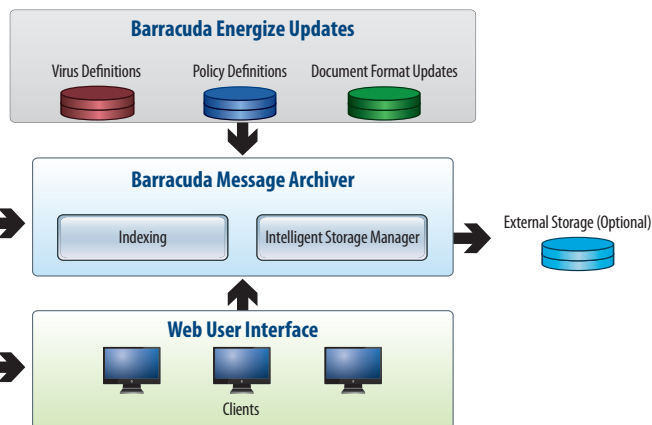 Barracuda Energize Updates
Virus Definitions
Policy Definitions
Document Format Updates
Barracuda Message Archiver
Indexing
Intelligent Storage Manager
External Storage (Optional)
Web User Interface
Clients